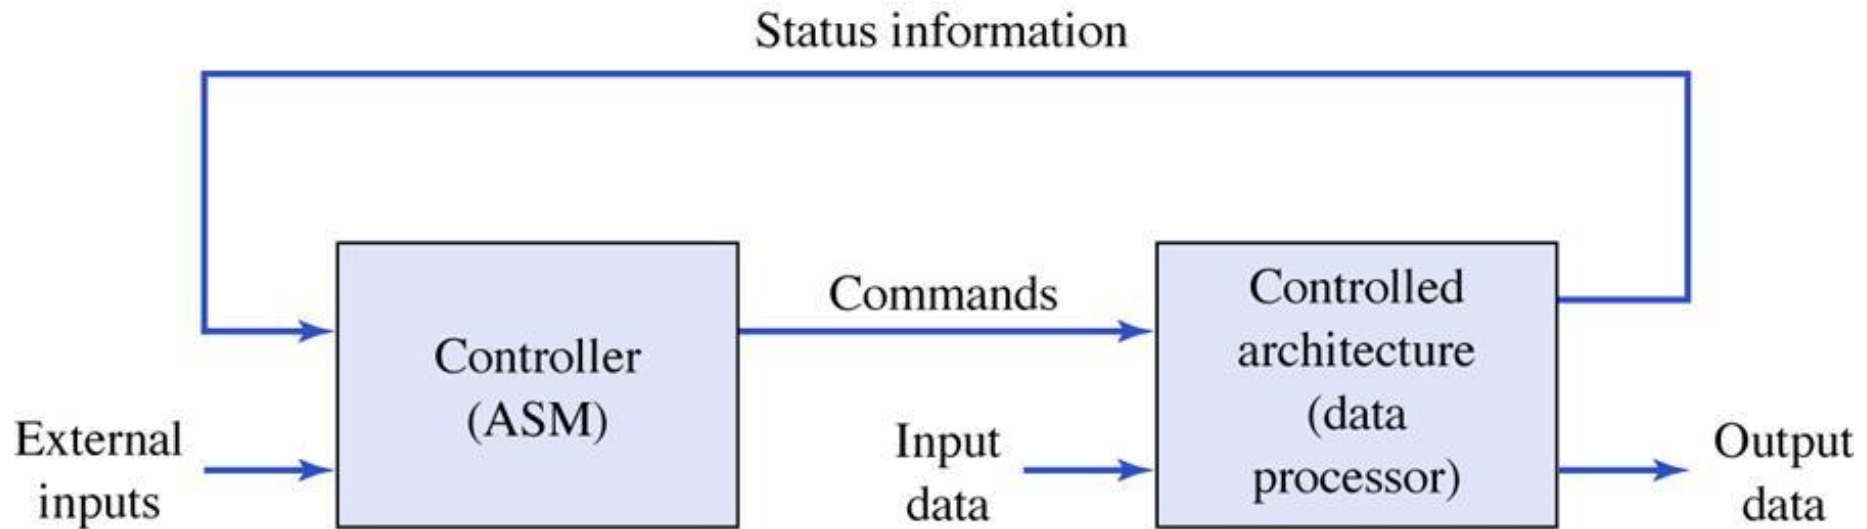 Status information
Commands
Controller
(ASM)
External
inputs
Controlled
architecture
(data
processor)
Input
data
Output
data